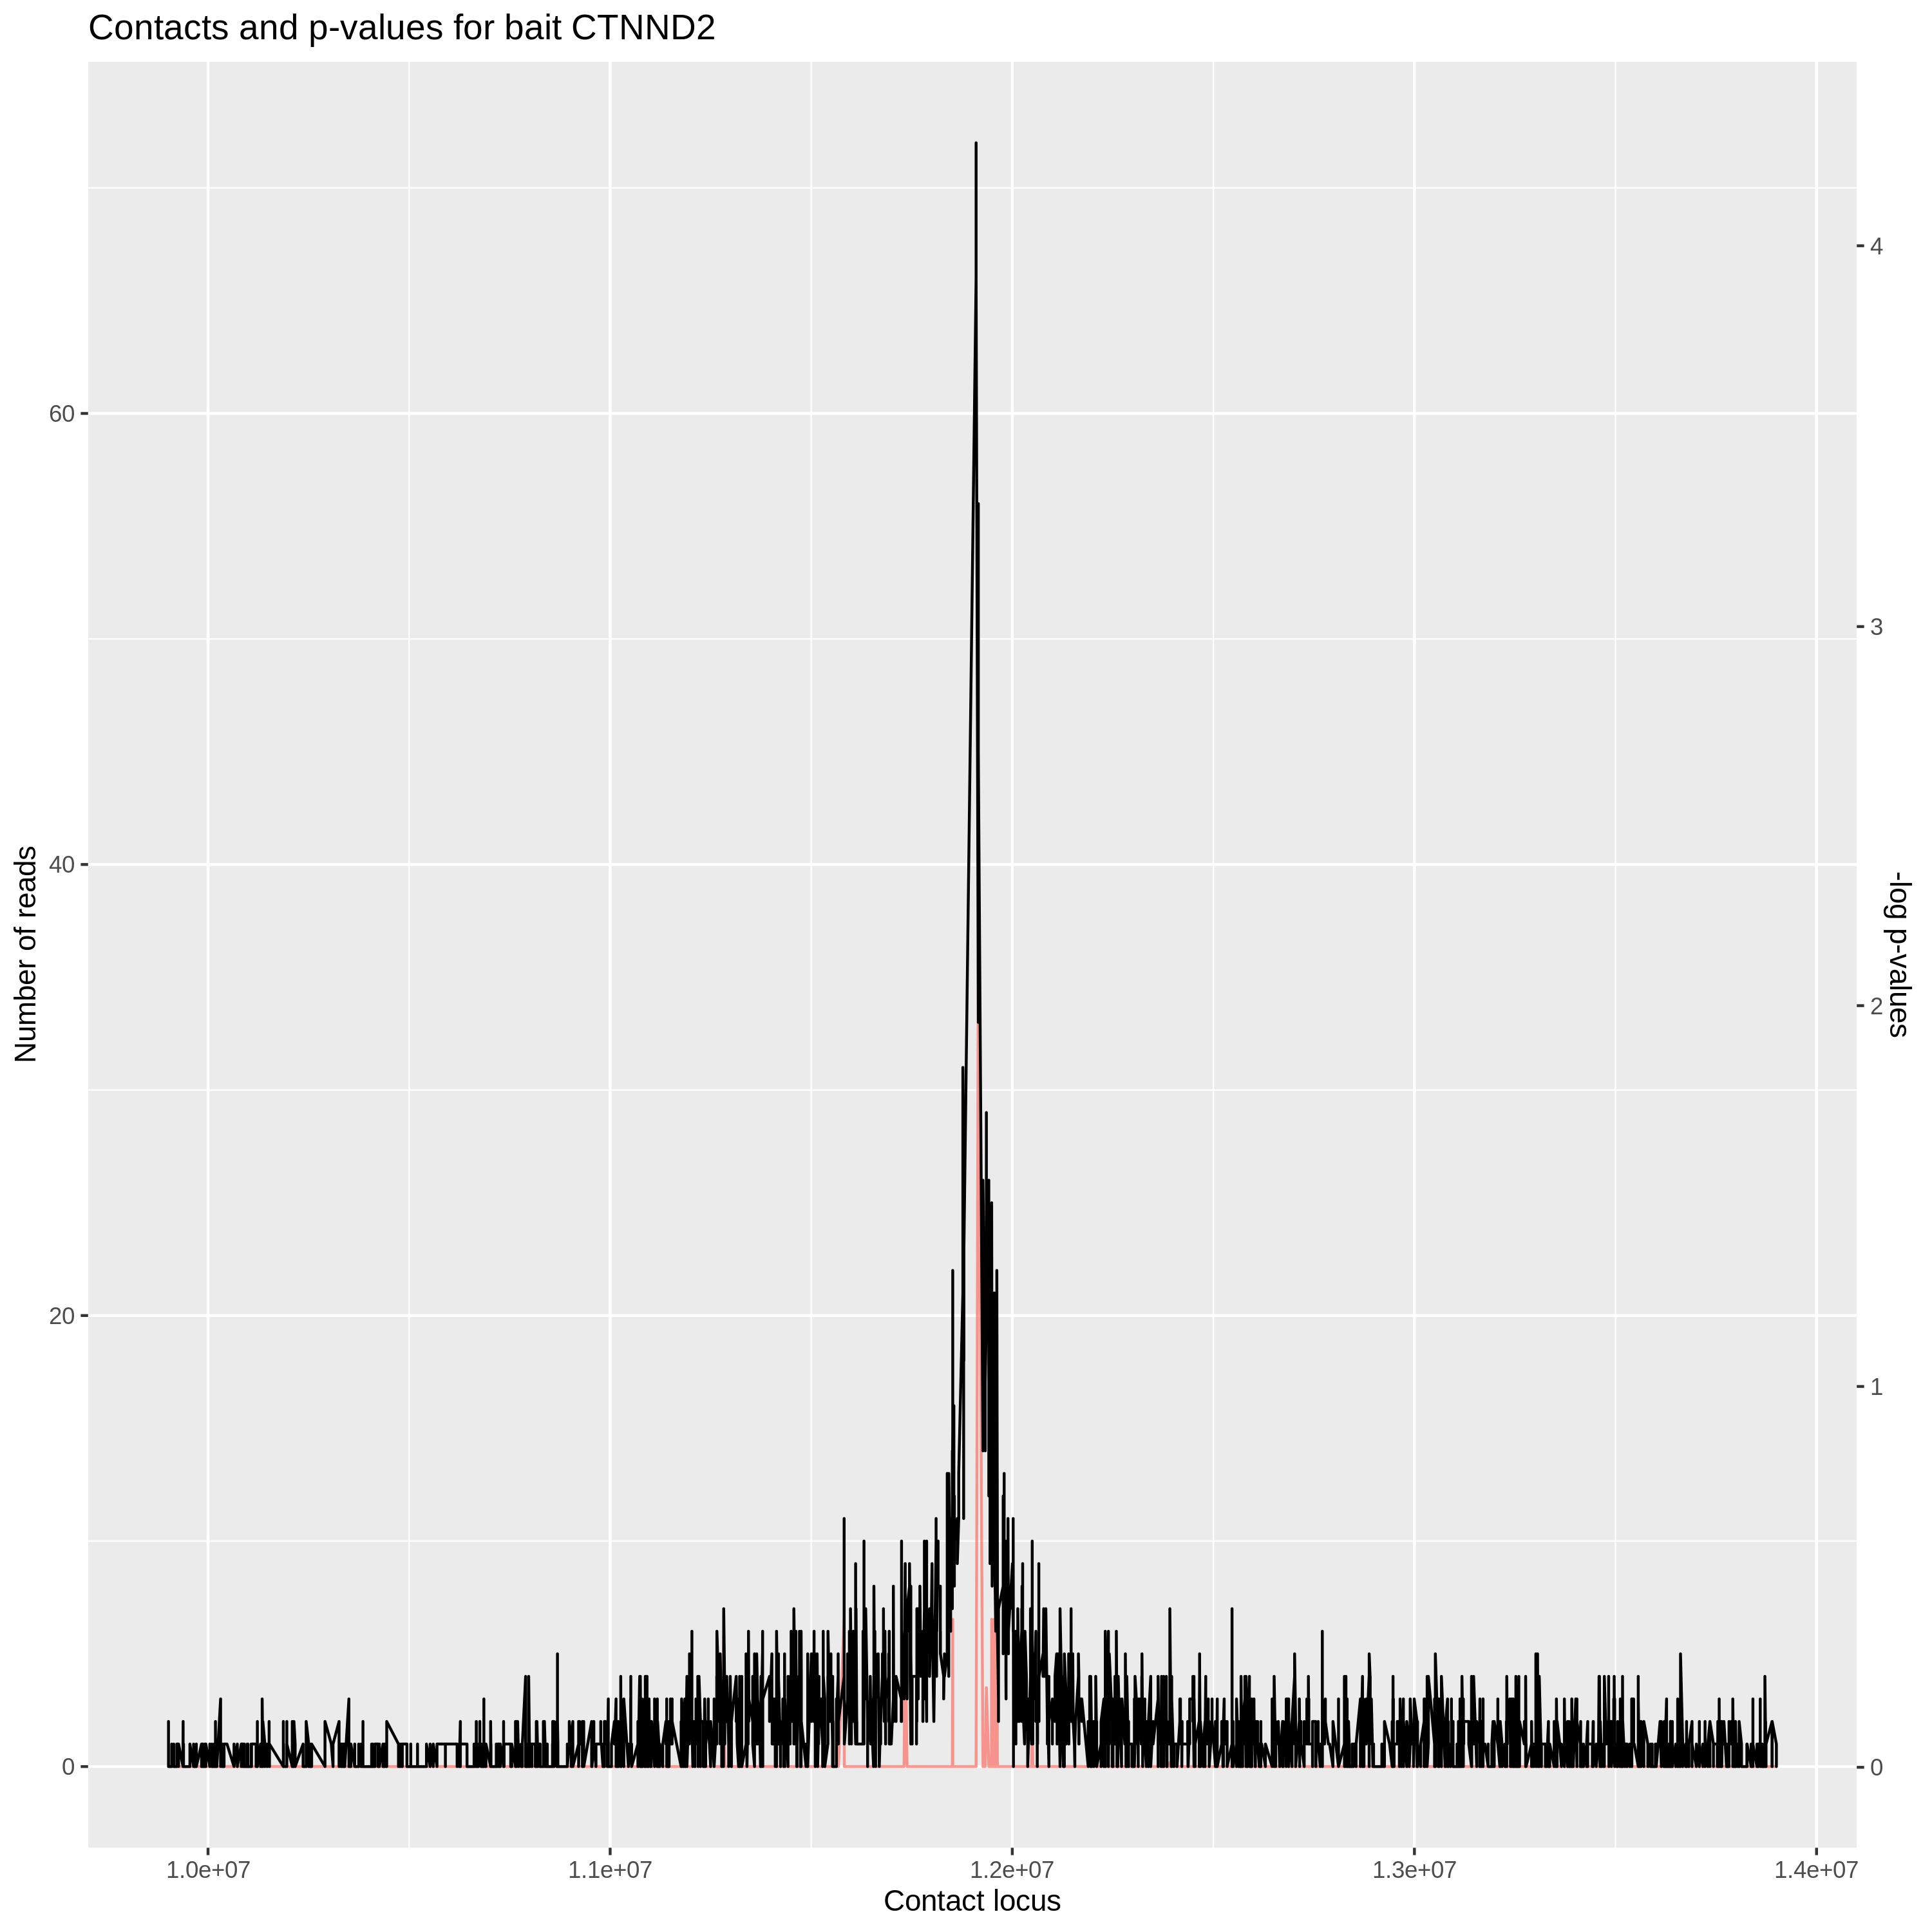 Contacts and p-values for bait CTNND2
Number of reads
60
40
20
0
4
3
2
1
0
-log p-values
1.0e+07 1.1e+07 1.2e+07 1.3e+07 1.4e+07
Contact locus